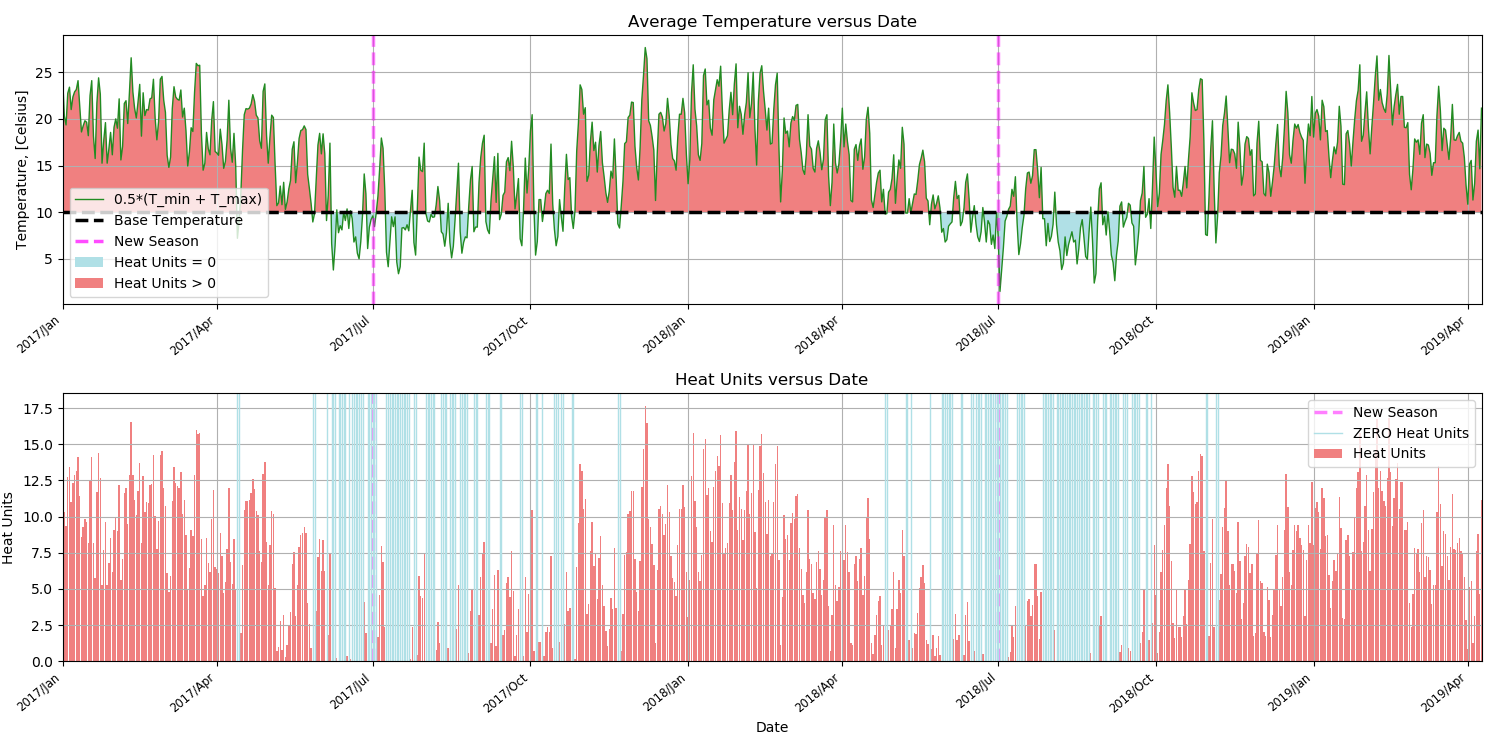 Average Temperature versus Date
Temperature, [Celsius]
25
20
15
10
5
0.5*(T_min + T_max)
Base Temperature
New Season
Heat Units = 0
Heat Units > 0
2017/Jan
2017/Apr
2017/Jul
2017/Oct
2018/Jan
2018/Apr
2018/Jul
2018/Oct
2019/Jan
2019/Apr
Heat Units versus Date
Heat Units
17.5
15.0
12.5
10.0
7.5
5.0
2.5
0.0
New Season
ZERO Heat Units
Heat Units
2017/Jan
2017/Apr
2017/Jul
2017/Oct
2018/Jan
2018/Apr
2018/Jul
2018/Oct
2019/Jan
2019/Apr
Date